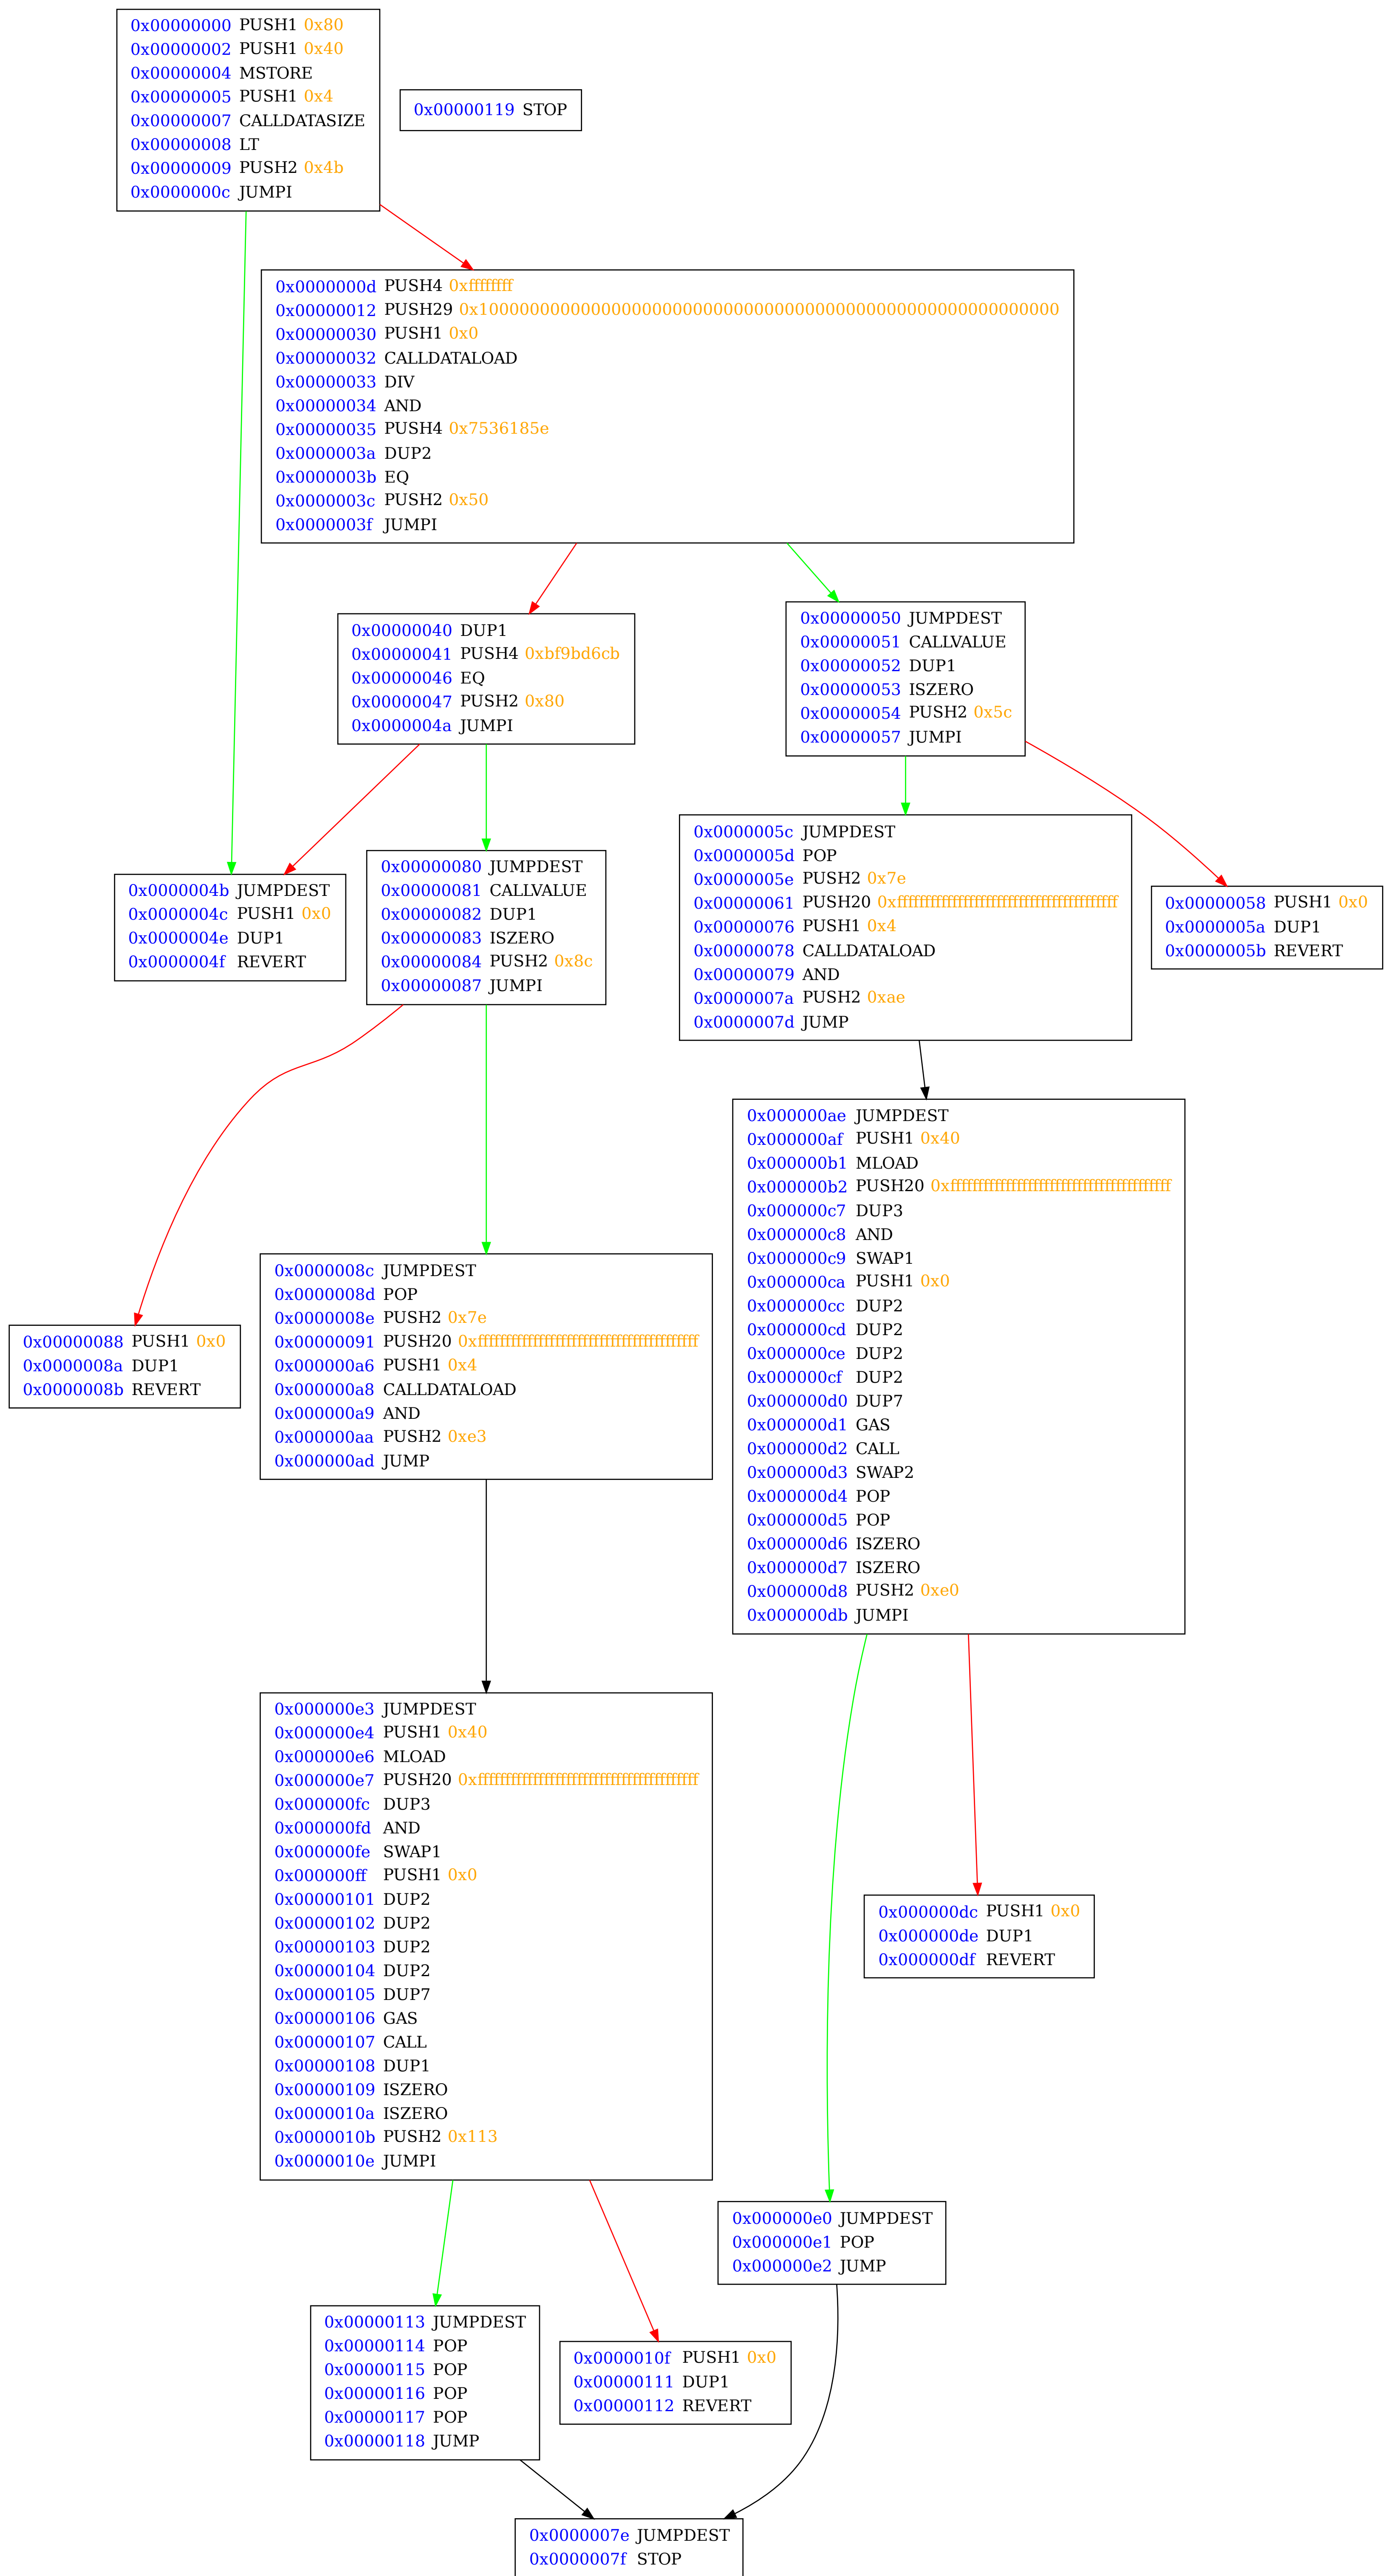 0x00000000 PUSH1 0x80
0x00000002 PUSH1 0x40
0x00000004 MSTORE
0x00000005 PUSH1 0x4
0x00000007 CALLDATASIZE
0x00000008 LT
0x00000009 PUSH2 0x4b
0x0000000c JUMPI
0x00000119 STOP
0x0000000d PUSH4 0xffffffff
0x00000012 PUSH29 0x100000000000000000000000000000000000000000000000000000000
0x00000030 PUSH1 0x0
0x00000032 CALLDATALOAD
0x00000033 DIV
0x00000034 AND
0x00000035 PUSH4 0x7536185e
0x0000003a DUP2
0x0000003b EQ
0x0000003c PUSH2 0x50
0x0000003f JUMPI
0x00000040 DUP1
0x00000041 PUSH4 0xbf9bd6cb
0x00000046 EQ
0x00000047 PUSH2 0x80
0x0000004a JUMPI
0x00000050 JUMPDEST
0x00000051 CALLVALUE
0x00000052 DUP1
0x00000053 ISZERO
0x00000054 PUSH2 0x5c
0x00000057 JUMPI
0x0000004b JUMPDEST
0x0000004c PUSH1 0x0
0x0000004e DUP1
0x0000004f REVERT
0x00000080 JUMPDEST
0x00000081 CALLVALUE
0x00000082 DUP1
0x00000083 ISZERO
0x00000084 PUSH2 0x8c
0x00000087 JUMPI
0x0000005c JUMPDEST
0x0000005d POP
0x0000005e PUSH2 0x7e
0x00000061 PUSH20 0xffffffffffffffffffffffffffffffffffffffff
0x00000076 PUSH1 0x4
0x00000078 CALLDATALOAD
0x00000079 AND
0x0000007a PUSH2 0xae
0x0000007d JUMP
0x00000058 PUSH1 0x0
0x0000005a DUP1
0x0000005b REVERT
0x00000088 PUSH1 0x0
0x0000008a DUP1
0x0000008b REVERT
0x0000008c JUMPDEST
0x0000008d POP
0x0000008e PUSH2 0x7e
0x00000091 PUSH20 0xffffffffffffffffffffffffffffffffffffffff
0x000000a6 PUSH1 0x4
0x000000a8 CALLDATALOAD
0x000000a9 AND
0x000000aa PUSH2 0xe3
0x000000ad JUMP
0x000000ae JUMPDEST
0x000000af PUSH1 0x40
0x000000b1 MLOAD
0x000000b2 PUSH20 0xffffffffffffffffffffffffffffffffffffffff
0x000000c7 DUP3
0x000000c8 AND
0x000000c9 SWAP1
0x000000ca PUSH1 0x0
0x000000cc DUP2
0x000000cd DUP2
0x000000ce DUP2
0x000000cf DUP2
0x000000d0 DUP7
0x000000d1 GAS
0x000000d2 CALL
0x000000d3 SWAP2
0x000000d4 POP
0x000000d5 POP
0x000000d6 ISZERO
0x000000d7 ISZERO
0x000000d8 PUSH2 0xe0
0x000000db JUMPI
0x000000e3 JUMPDEST
0x000000e4 PUSH1 0x40
0x000000e6 MLOAD
0x000000e7 PUSH20 0xffffffffffffffffffffffffffffffffffffffff
0x000000fc DUP3
0x000000fd AND
0x000000fe SWAP1
0x000000ff PUSH1 0x0
0x00000101 DUP2
0x00000102 DUP2
0x00000103 DUP2
0x00000104 DUP2
0x00000105 DUP7
0x00000106 GAS
0x00000107 CALL
0x00000108 DUP1
0x00000109 ISZERO
0x0000010a ISZERO
0x0000010b PUSH2 0x113
0x0000010e JUMPI
0x000000dc PUSH1 0x0
0x000000de DUP1
0x000000df REVERT
0x000000e0 JUMPDEST
0x000000e1 POP
0x000000e2 JUMP
0x00000113 JUMPDEST
0x00000114 POP
0x00000115 POP
0x00000116 POP
0x00000117 POP
0x00000118 JUMP
0x0000010f PUSH1 0x0
0x00000111 DUP1
0x00000112 REVERT
0x0000007e JUMPDEST
0x0000007f STOP